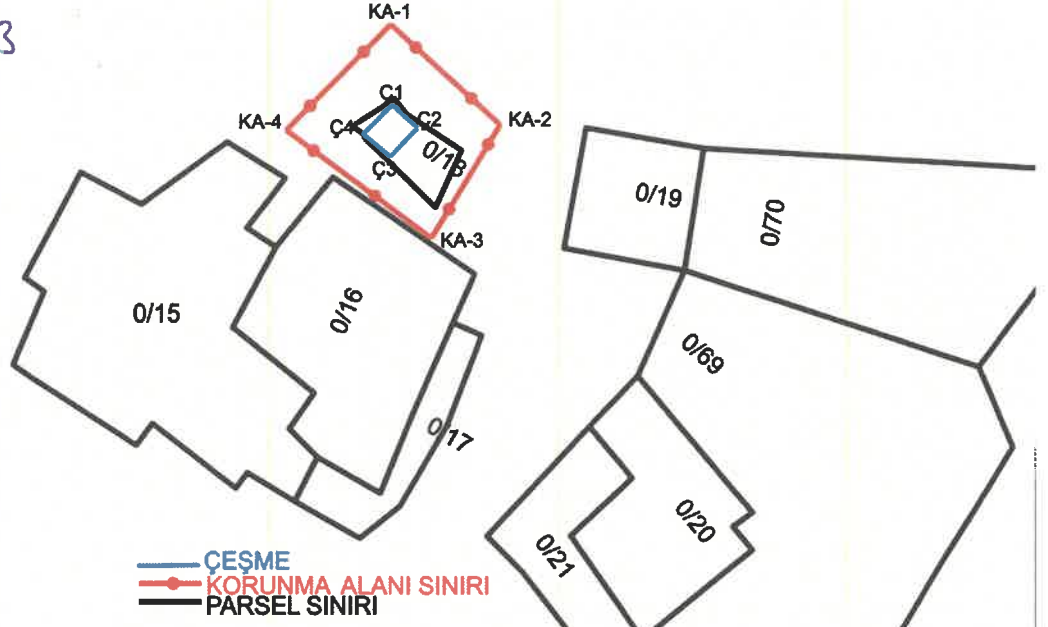 KA-1
KA-4
KA-2
Ç1
Ç4
Ç2
Ç3
0/18
KA-3
0/19
0/70
0/15
0/16
0/69
0/17
0/20
0/21
ÇEŞME
KORUNMA ALANI SINIRI
PARSEL SINIRI